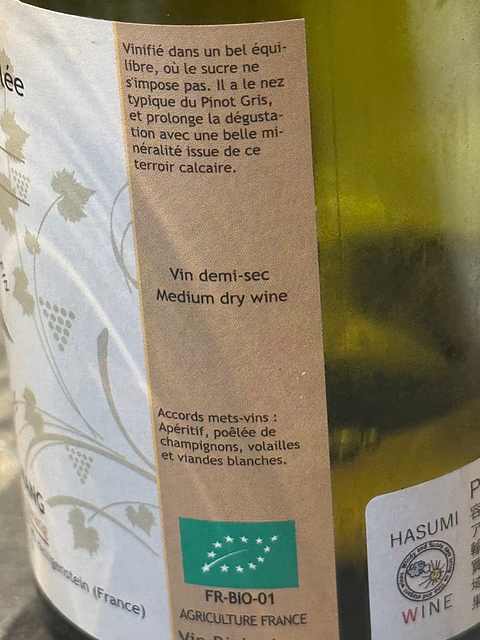 Vinifié dans un bel équi-
libre, où le sucre ne
s'impose pas. Il a le nez
typique du Pinot Gris,
et prolonge la dégusta-
tion avec une belle mi-
néralité issue de ce
terroir calcaire.
Vin demi-sec
Medium dry wine
Accords mets-vins :
Apéritif, poêlée de
champignons, volailles
et viandes blanches.
FR-BIO-01
AGRICULTURE FRANCE
(France)
HASUMI
WINE